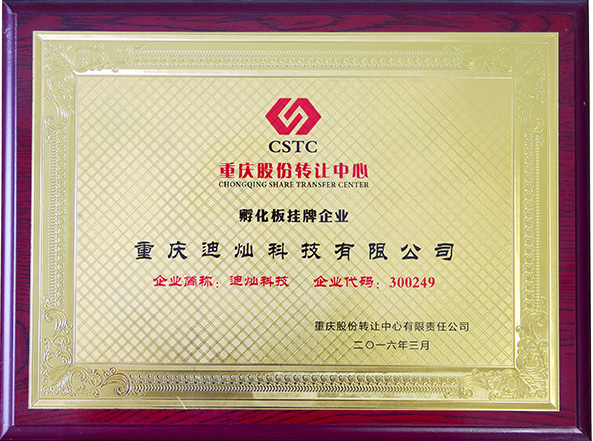 CSTC
重庆股份转让中心
CHONGQING SHARE TRANSFER CENTER
孵化板挂牌企业
重庆迪灿科技有限公司
企业简称：迪灿科技 企业代码：300249
重庆股份转让中心有限责任公司
二〇一六年三月